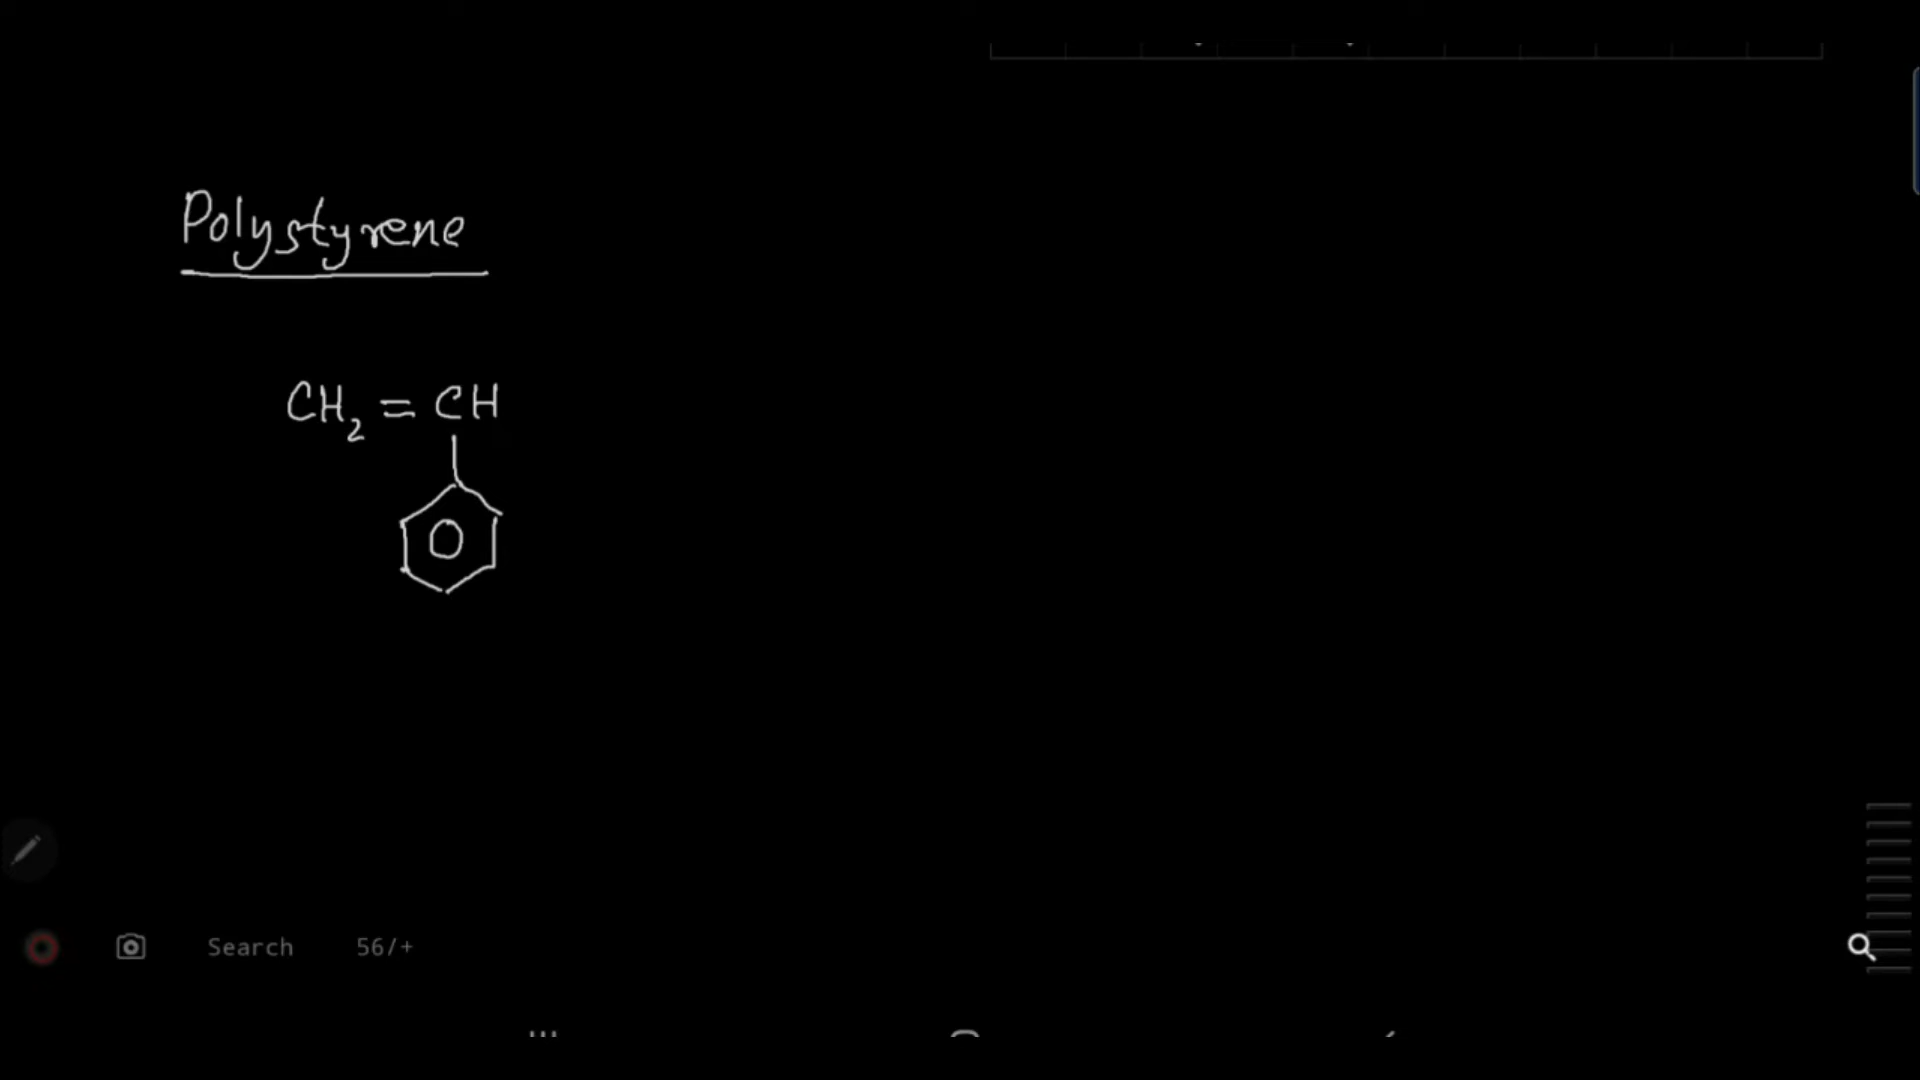 Polystyrene
CH₂ = CH
Search 56/+